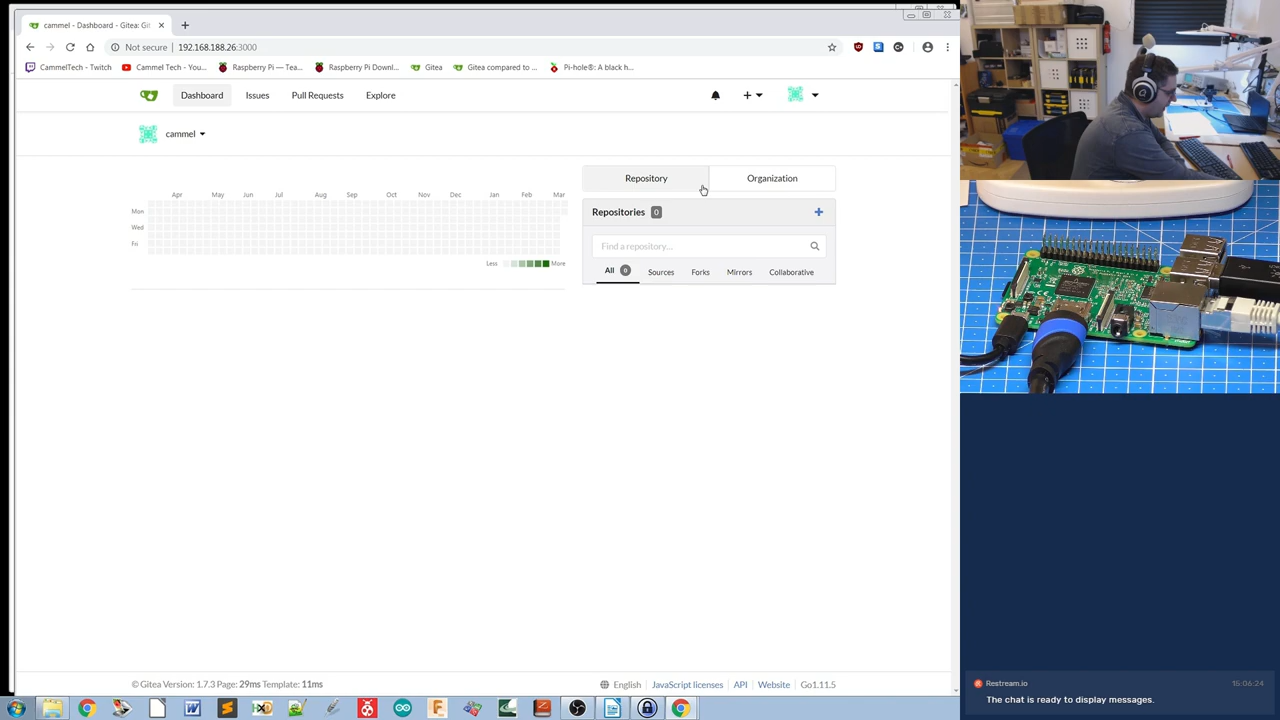 cammel - Dashboard - Gitea: Git
Not secure 192.168.188.26:3000
CammelTech - Twitch Cammel Tech - You... Raspberry Pi — Tea... Raspberry Pi Downl... Gitea Gitea compared to ... Pi-hole®: A black h...
Dashboard Issues Pull Requests Explore
cammel
Repository Organization
Apr May Jun Jul Aug Sep Oct Nov Dec Jan Feb Mar
Mon
Wed
Fri
Less More
Repositories 0
Find a repository...
All 0 Sources Forks Mirrors Collaborative
© Gitea Version: 1.7.3 Page: 29ms Template: 11ms
English JavaScript licenses API Website Go1.11.5
Restream.io 15:06:24
The chat is ready to display messages.